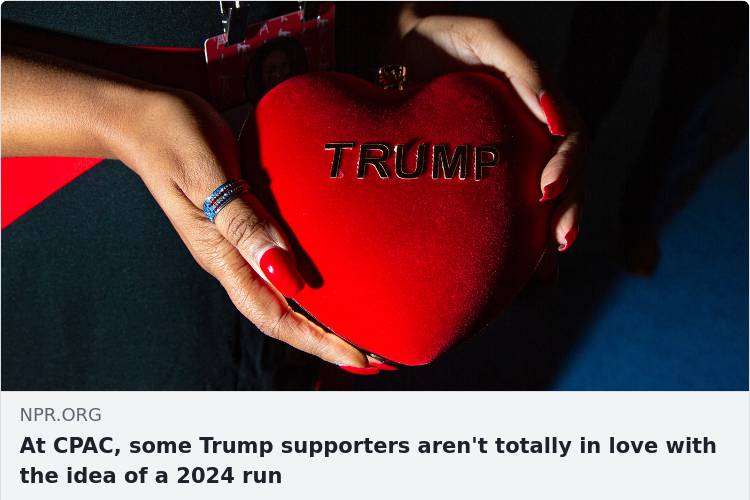 TRUMP
NPR.ORG
At CPAC, some Trump supporters aren't totally in love with
the idea of a 2024 run